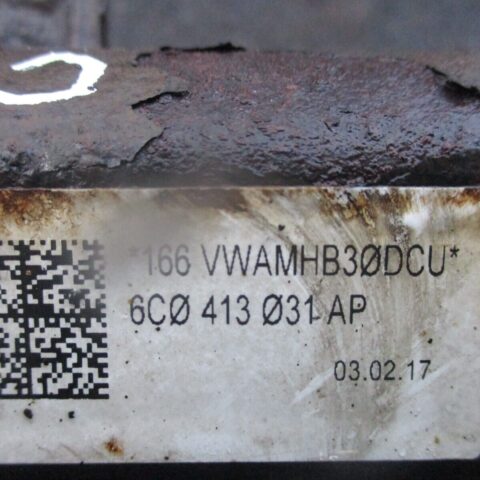 *166 VWAMHB3ØDCU*
6CØ 413 Ø31 AP
03.02.17